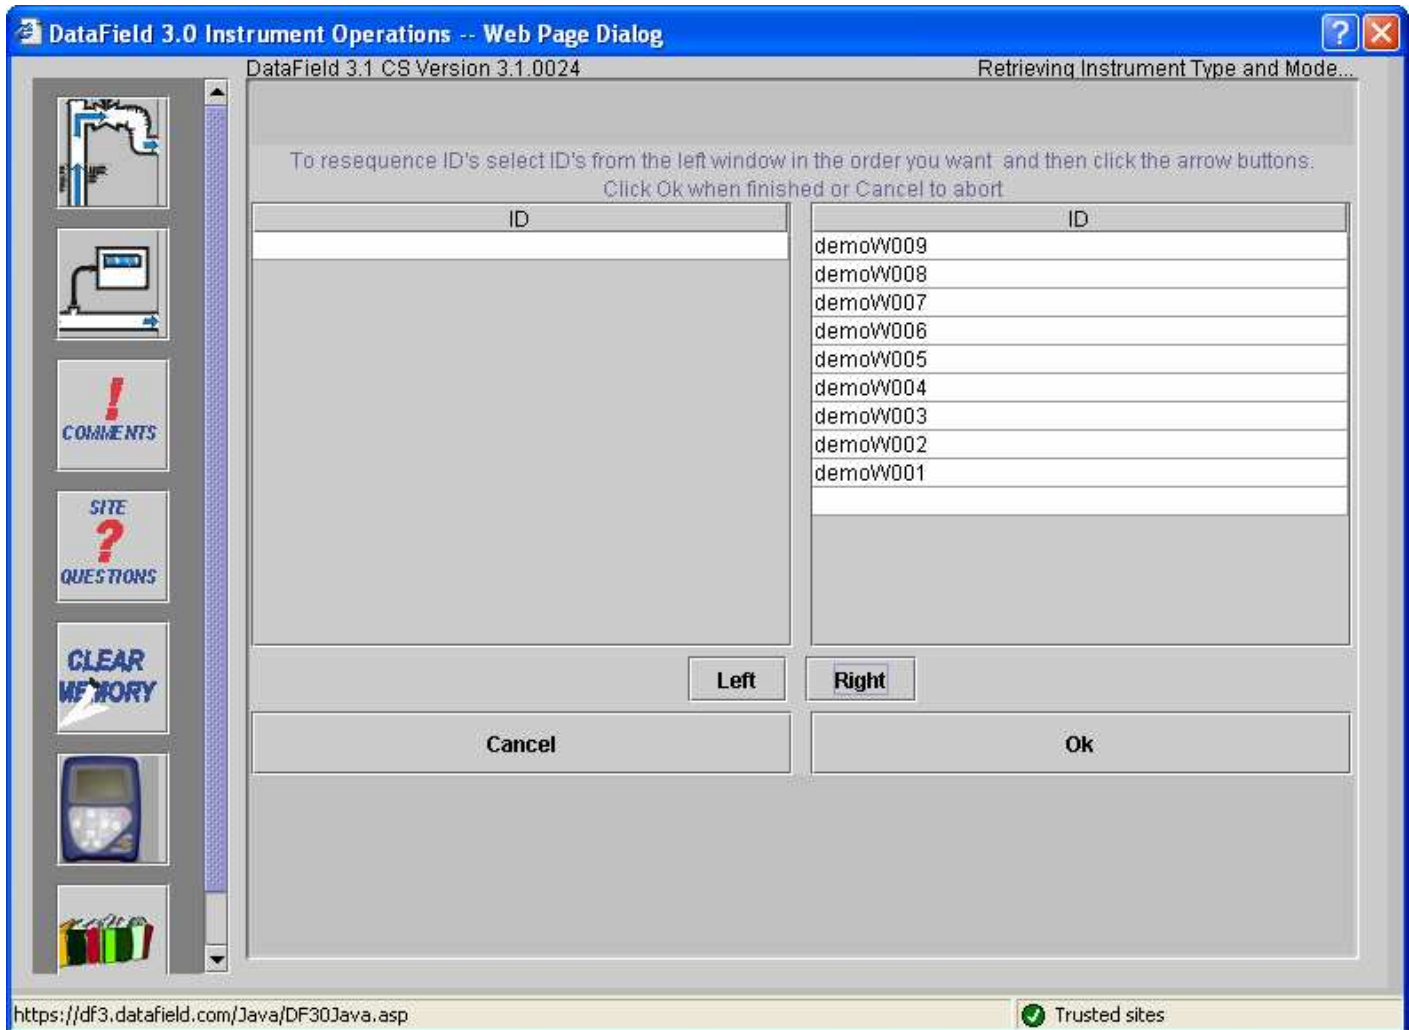 DataField 3.0 Instrument Operations -- Web Page Dialog
DataField 3.1 CS Version 3.1.0024
Retrieving Instrument Type and Mode...
To resequence ID's select ID's from the left window in the order you want and then click the arrow buttons.
Click Ok when finished or Cancel to abort
ID
ID
demoW009
demoW008
demoW007
demoW006
demoW005
demoW004
demoW003
demoW002
demoW001
COMMENTS
SITE
?
QUESTIONS
CLEAR
MEMORY
Left
Right
Cancel
Ok
https://df3.datafield.com/Java/DF30Java.asp
Trusted sites